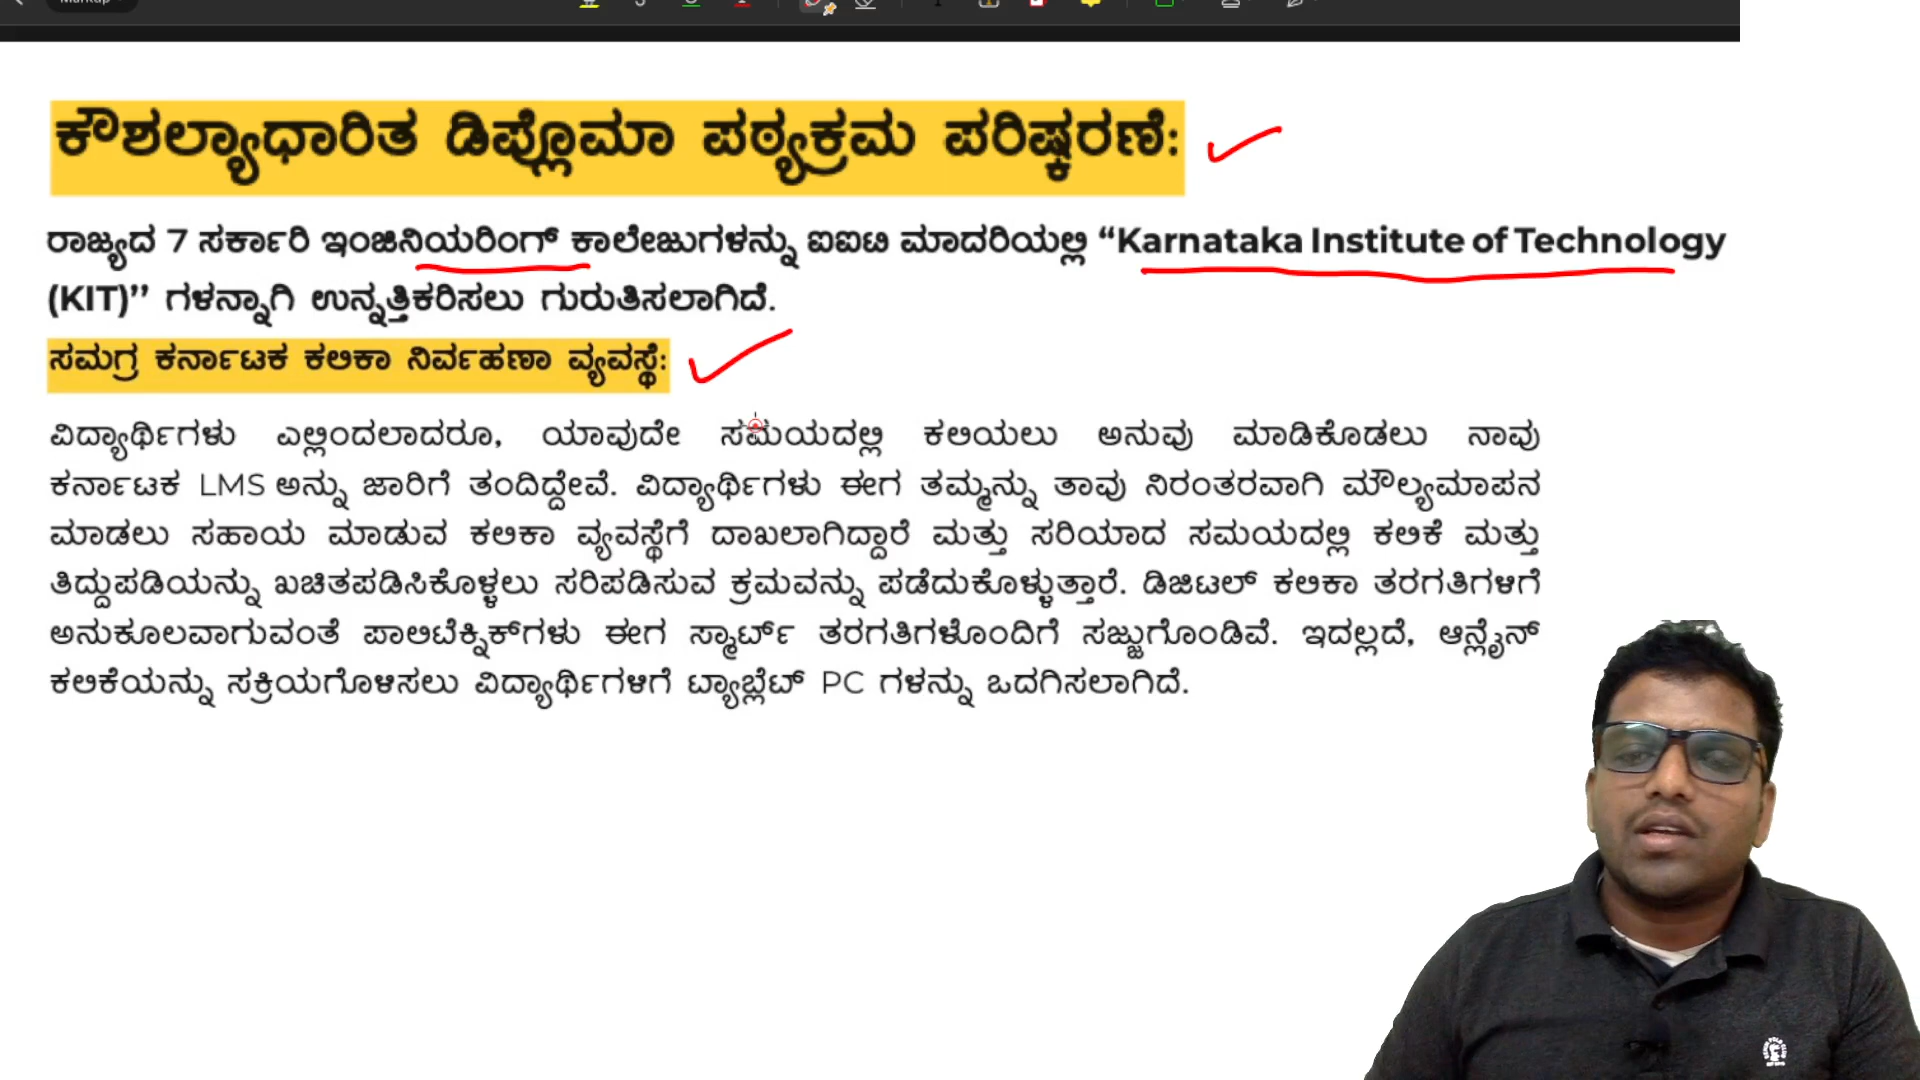 ಕೌಶಲ್ಯಾಧಾರಿತ ಡಿಪ್ಲೊಮಾ ಪಠ್ಯಕ್ರಮ ಪರಿಷ್ಕರಣೆ:
ರಾಜ್ಯದ 7 ಸರ್ಕಾರಿ ಇಂಜಿನಿಯರಿಂಗ್ ಕಾಲೇಜುಗಳನ್ನು ಐಐಟಿ ಮಾದರಿಯಲ್ಲಿ “Karnataka Institute of Technology
(KIT)’’ ಗಳನ್ನಾಗಿ ಉನ್ನತ್ತಿಕರಿಸಲು ಗುರುತಿಸಲಾಗಿದೆ.
ಸಮಗ್ರ ಕರ್ನಾಟಕ ಕಲಿಕಾ ನಿರ್ವಹಣಾ ವ್ಯವಸ್ಥೆ:
ವಿದ್ಯಾರ್ಥಿಗಳು ಎಲ್ಲಿಂದಲಾದರೂ, ಯಾವುದೇ ಸಮಯದಲ್ಲಿ ಕಲಿಯಲು ಅನುವು ಮಾಡಿಕೊಡಲು ನಾವು
ಕರ್ನಾಟಕ LMS ಅನ್ನು ಜಾರಿಗೆ ತಂದಿದ್ದೇವೆ. ವಿದ್ಯಾರ್ಥಿಗಳು ಈಗ ತಮ್ಮನ್ನು ತಾವು ನಿರಂತರವಾಗಿ ಮೌಲ್ಯಮಾಪನ
ಮಾಡಲು ಸಹಾಯ ಮಾಡುವ ಕಲಿಕಾ ವ್ಯವಸ್ಥೆಗೆ ದಾಖಲಾಗಿದ್ದಾರೆ ಮತ್ತು ಸರಿಯಾದ ಸಮಯದಲ್ಲಿ ಕಲಿಕೆ ಮತ್ತು
ತಿದ್ದುಪಡಿಯನ್ನು ಖಚಿತಪಡಿಸಿಕೊಳ್ಳಲು ಸರಿಪಡಿಸುವ ಕ್ರಮವನ್ನು ಪಡೆದುಕೊಳ್ಳುತ್ತಾರೆ. ಡಿಜಿಟಲ್ ಕಲಿಕಾ ತರಗತಿಗಳಿಗೆ
ಅನುಕೂಲವಾಗುವಂತೆ ಪಾಲಿಟೆಕ್ನಿಕ್‌ಗಳು ಈಗ ಸ್ಮಾರ್ಟ್ ತರಗತಿಗಳೊಂದಿಗೆ ಸಜ್ಜುಗೊಂಡಿವೆ. ಇದಲ್ಲದೆ, ಆನ್ಲೈನ್
ಕಲಿಕೆಯನ್ನು ಸಕ್ರಿಯಗೊಳಿಸಲು ವಿದ್ಯಾರ್ಥಿಗಳಿಗೆ ಟ್ಯಾಬ್ಲೆಟ್ PC ಗಳನ್ನು ಒದಗಿಸಲಾಗಿದೆ.